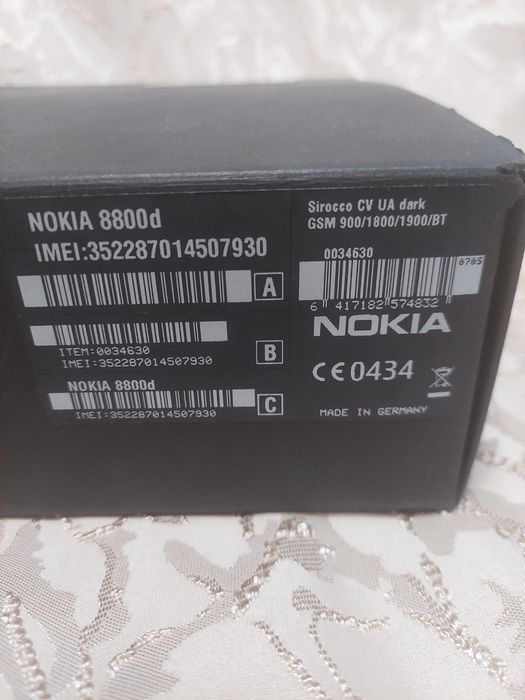 NOKIA 8800d
IMEI:352287014507930
A
ITEM:0034630
IMEI:352287014507930
B
NOKIA 8800d
IMEI:352287014507930
C
Sirocco CV UA dark
GSM 900/1800/1900/BT
0034630
0705
6 417182 574832
NOKIA
CE0434
MADE IN GERMANY